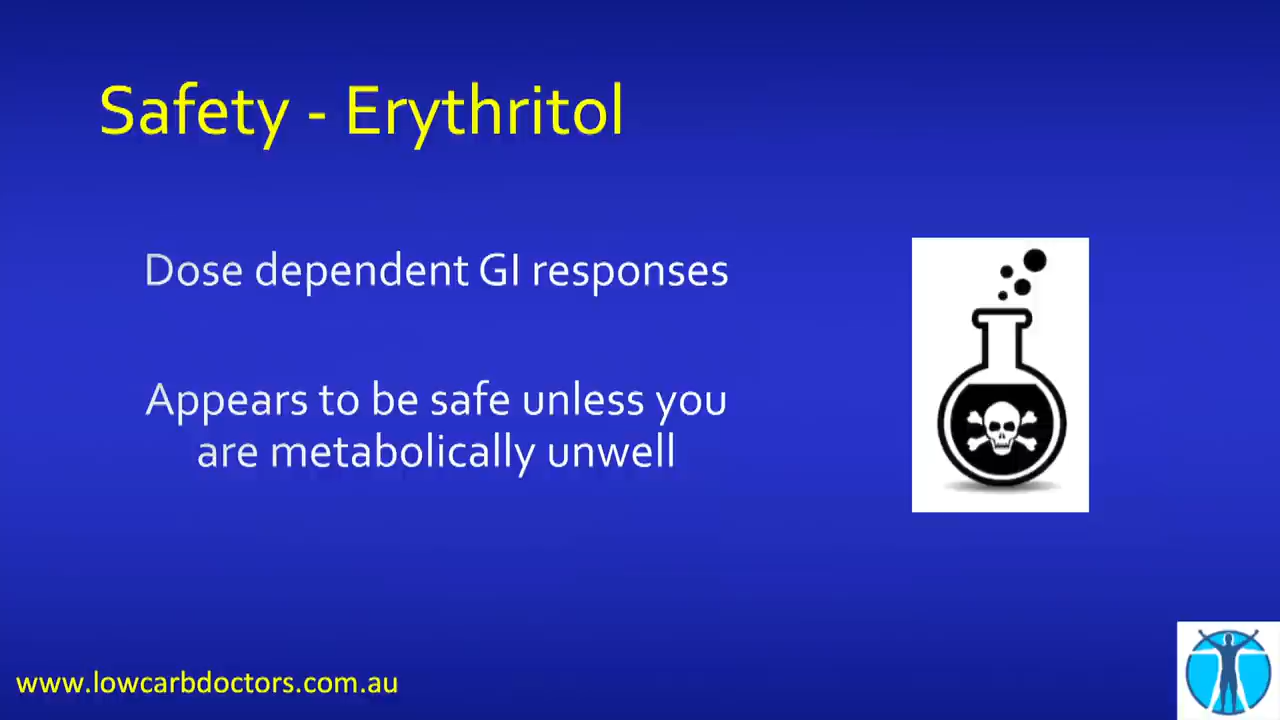 Safety - Erythritol
Dose dependent GI responses
Appears to be safe unless you
are metabolically unwell
www.lowcarbdoctors.com.au